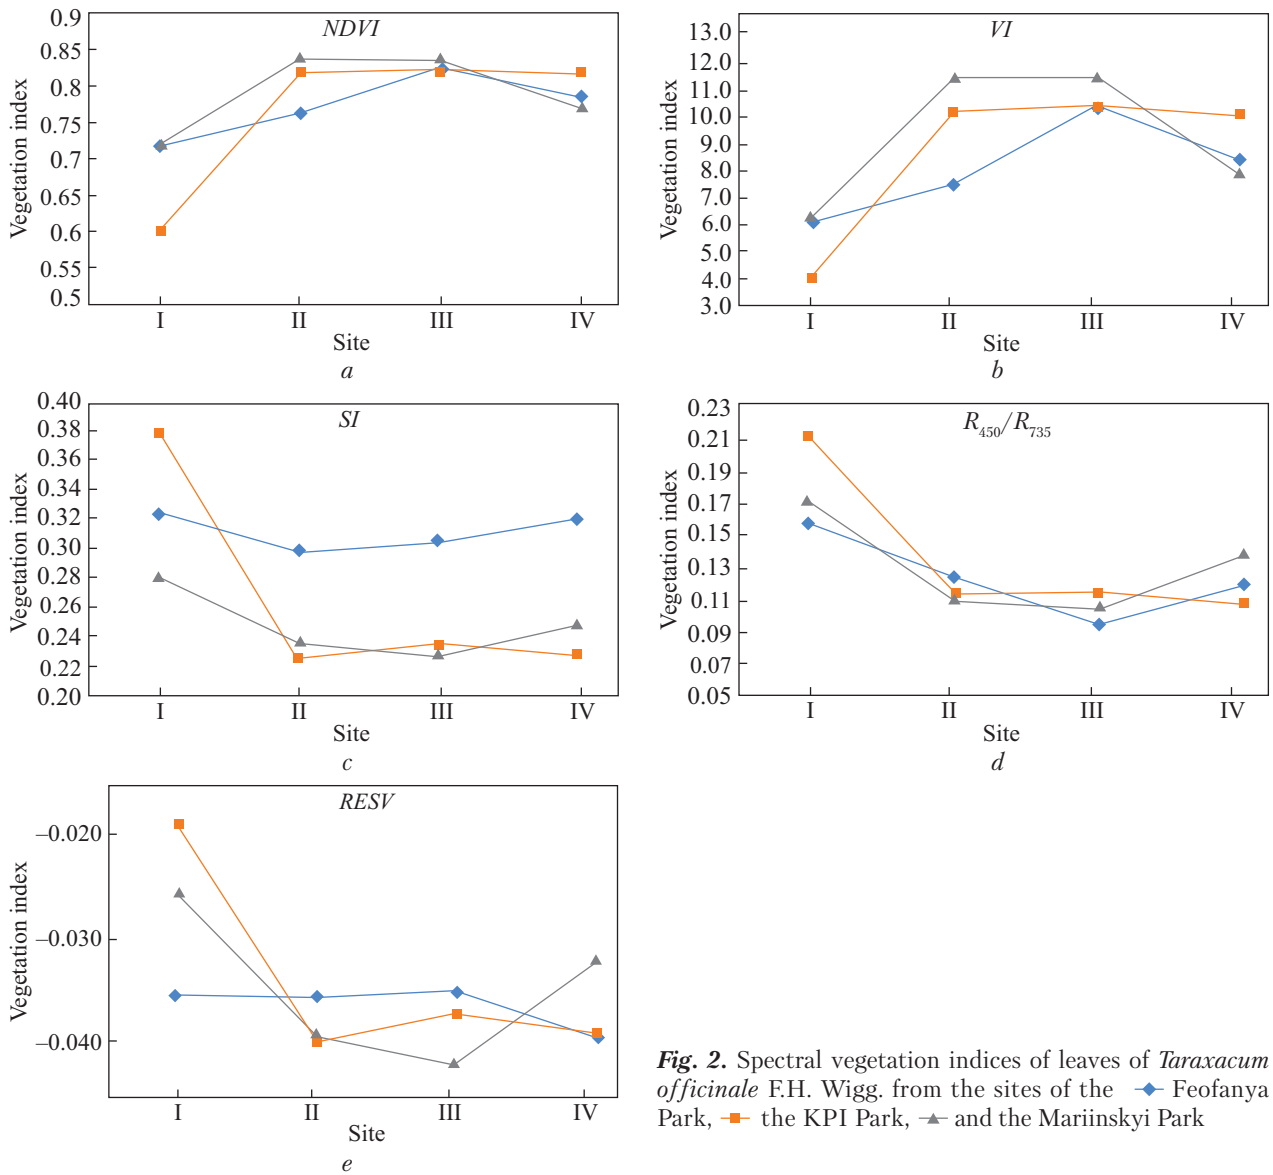 NDVI
0.9
0.85
0.8
0.75
0.7
0.65
0.6
0.55
0.5
Vegetation index
I II III IV
Site
a
VI
13.0
12.0
11.0
10.0
9.0
8.0
7.0
6.0
5.0
4.0
3.0
Vegetation index
I II III IV
Site
b
SI
0.40
0.38
0.36
0.34
0.32
0.30
0.28
0.26
0.24
0.22
0.20
Vegetation index
I II III IV
Site
c
R450/R735
0.23
0.21
0.19
0.17
0.15
0.13
0.11
0.09
0.07
0.05
Vegetation index
I II III IV
Site
d
RESV
–0.020
–0.030
–0.040
Vegetation index
I II III IV
Site
e
Fig. 2. Spectral vegetation indices of leaves of Taraxacum
officinale F.H. Wigg. from the sites of the Feofanya
Park, the KPI Park, and the Mariinskyi Park